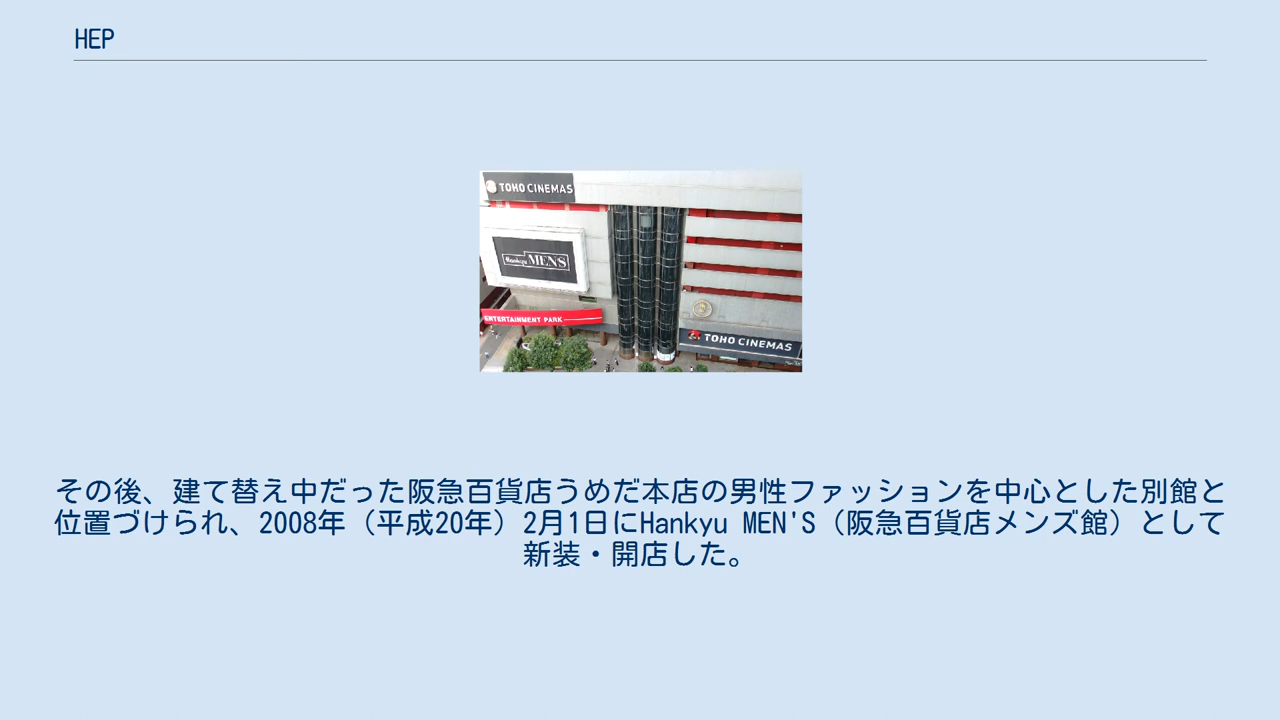 HEP
TOHO CINEMAS
Hankyu MEN'S
ENTERTAINMENT PARK
TOHO CINEMAS
その後、建て替え中だった阪急百貨店うめだ本店の男性ファッションを中心とした別館と
位置づけられ、2008年（平成20年）2月1日にHankyu MEN'S（阪急百貨店メンズ館）として
新装・開店した。